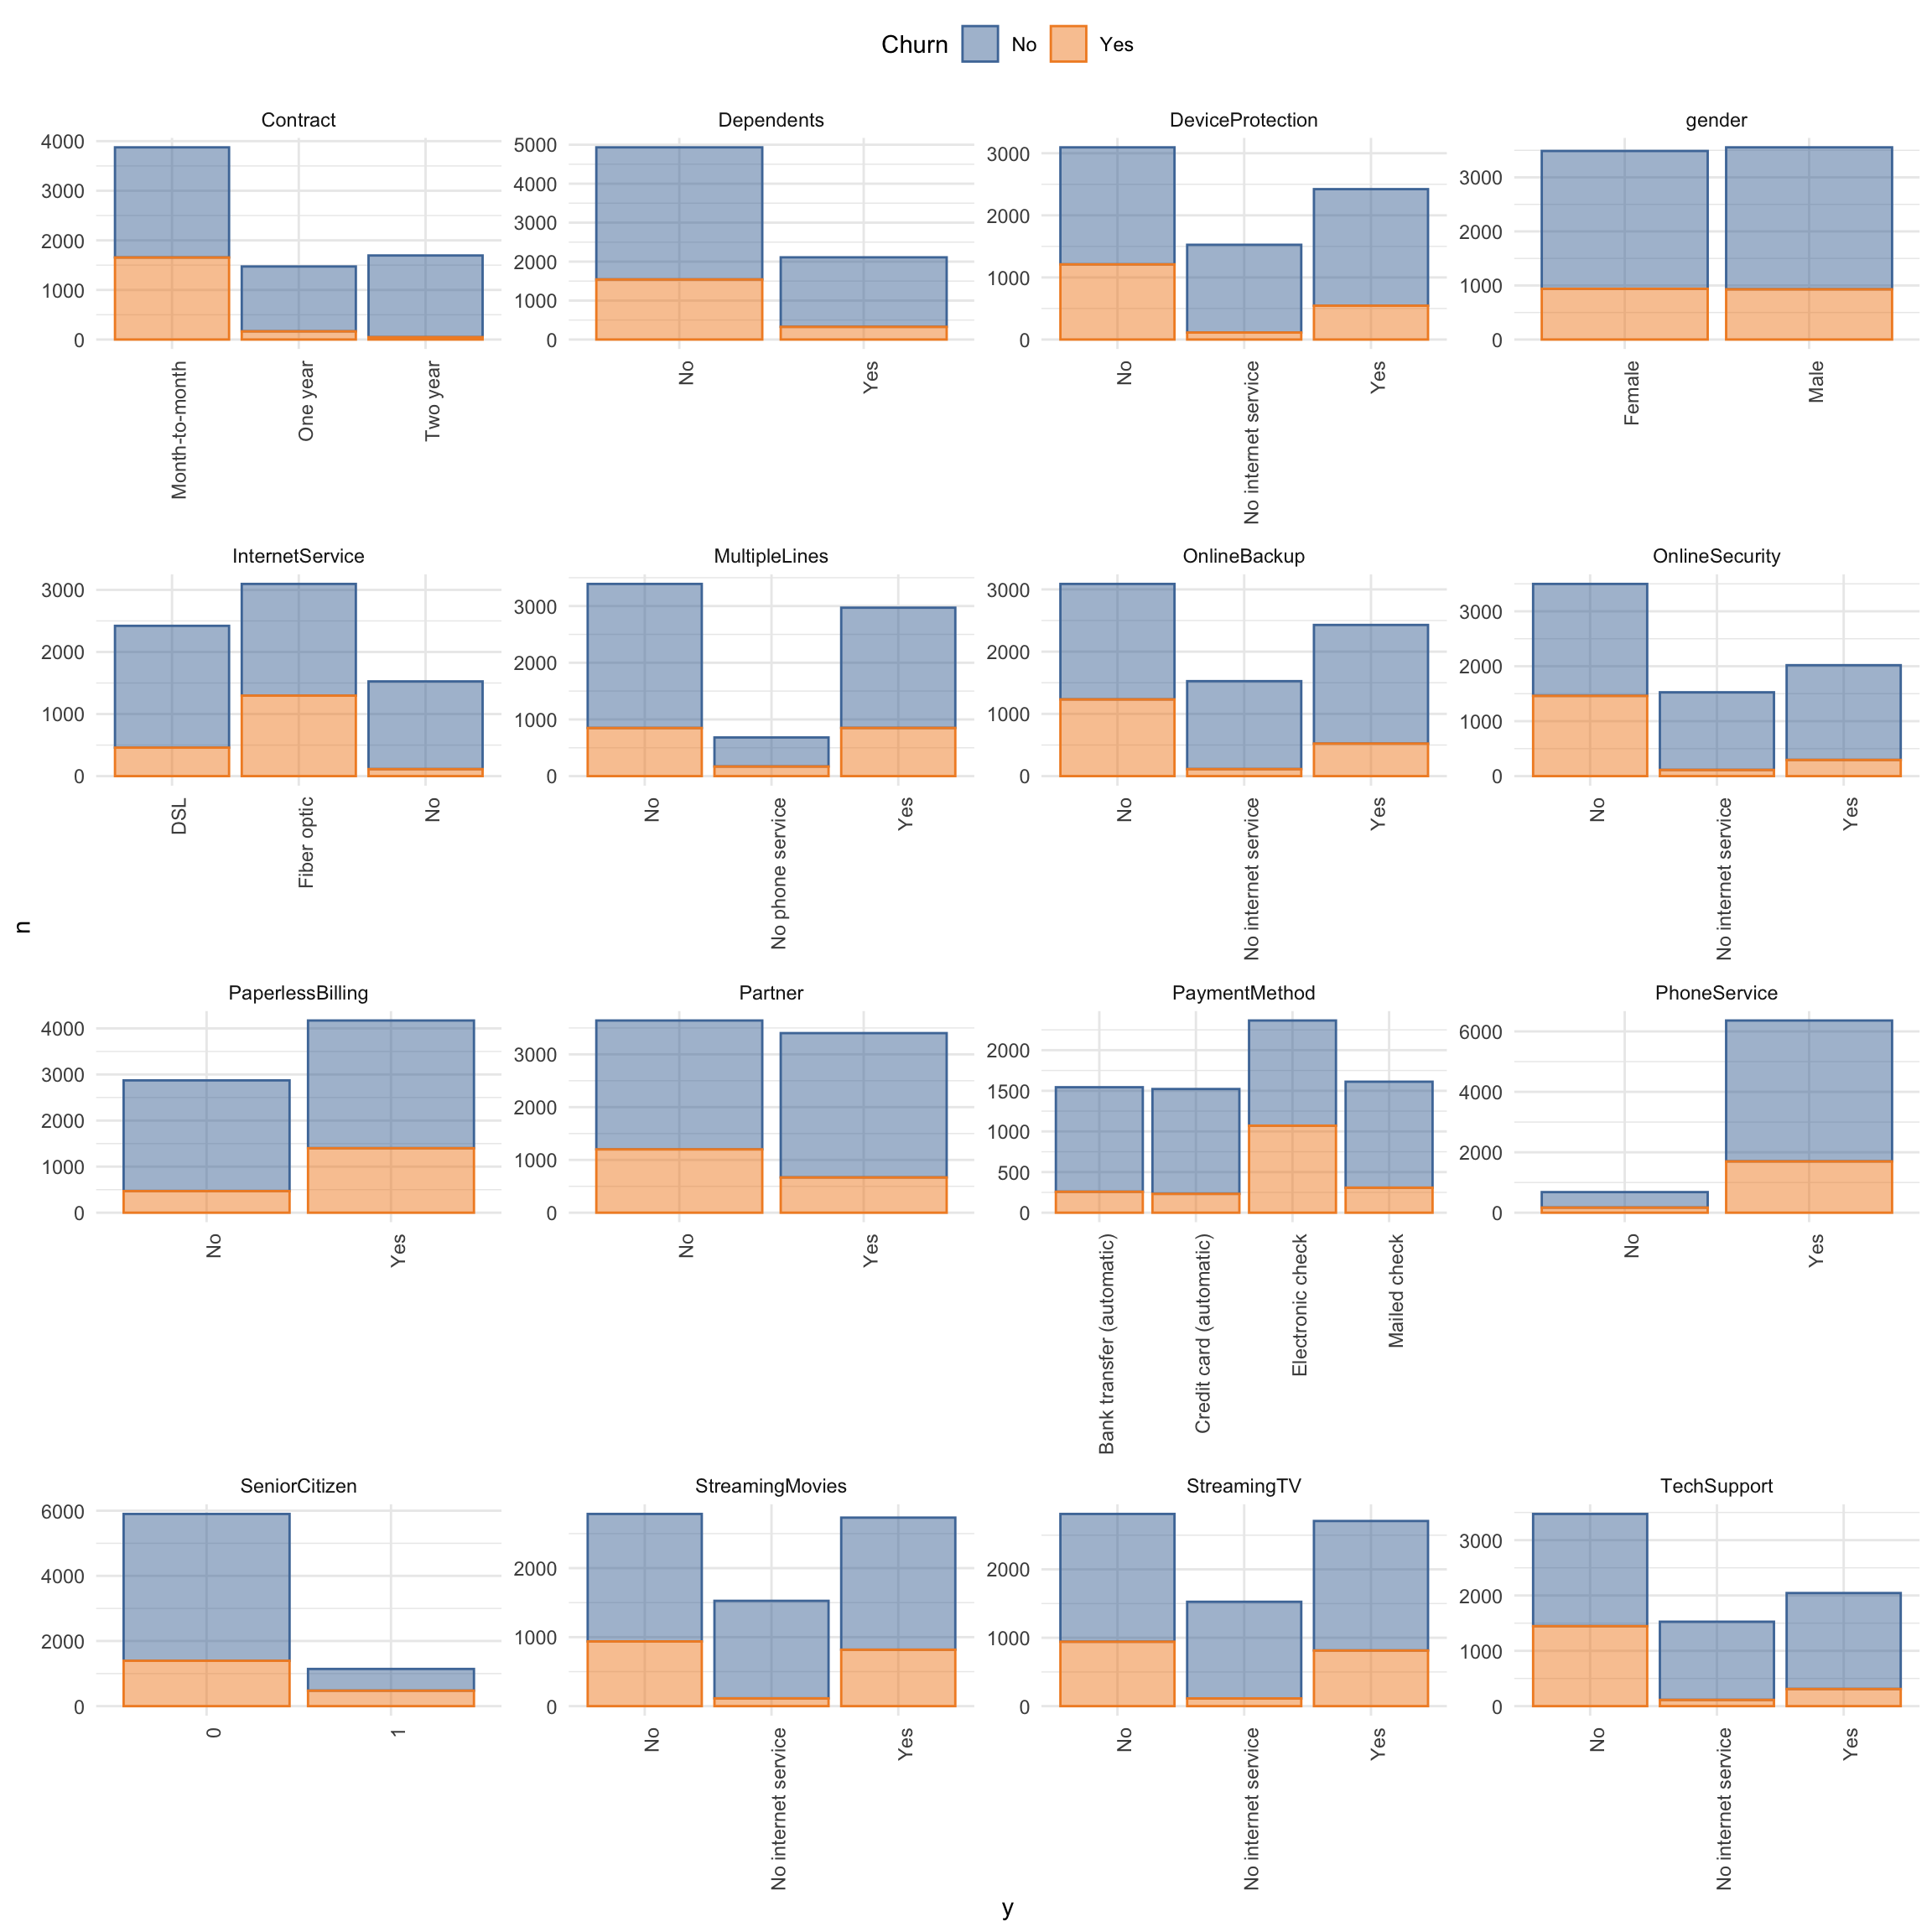 Churn No Yes
Contract
4000
3000
2000
1000
0
Month-to-month
One year
Two year
Dependents
5000
4000
3000
2000
1000
0
No
Yes
DeviceProtection
3000
2000
1000
0
No
No internet service
Yes
gender
3000
2000
1000
0
Female
Male
InternetService
3000
2000
1000
0
DSL
Fiber optic
No
MultipleLines
3000
2000
1000
0
No
No phone service
Yes
OnlineBackup
3000
2000
1000
0
No
No internet service
Yes
OnlineSecurity
3000
2000
1000
0
No
No internet service
Yes
n
PaperlessBilling
4000
3000
2000
1000
0
No
Yes
Partner
3000
2000
1000
0
No
Yes
PaymentMethod
2000
1500
1000
500
0
Bank transfer (automatic)
Credit card (automatic)
Electronic check
Mailed check
PhoneService
6000
4000
2000
0
No
Yes
SeniorCitizen
6000
4000
2000
0
0
1
StreamingMovies
2000
1000
0
No
No internet service
Yes
StreamingTV
2000
1000
0
No
No internet service
Yes
TechSupport
3000
2000
1000
0
No
No internet service
Yes
y